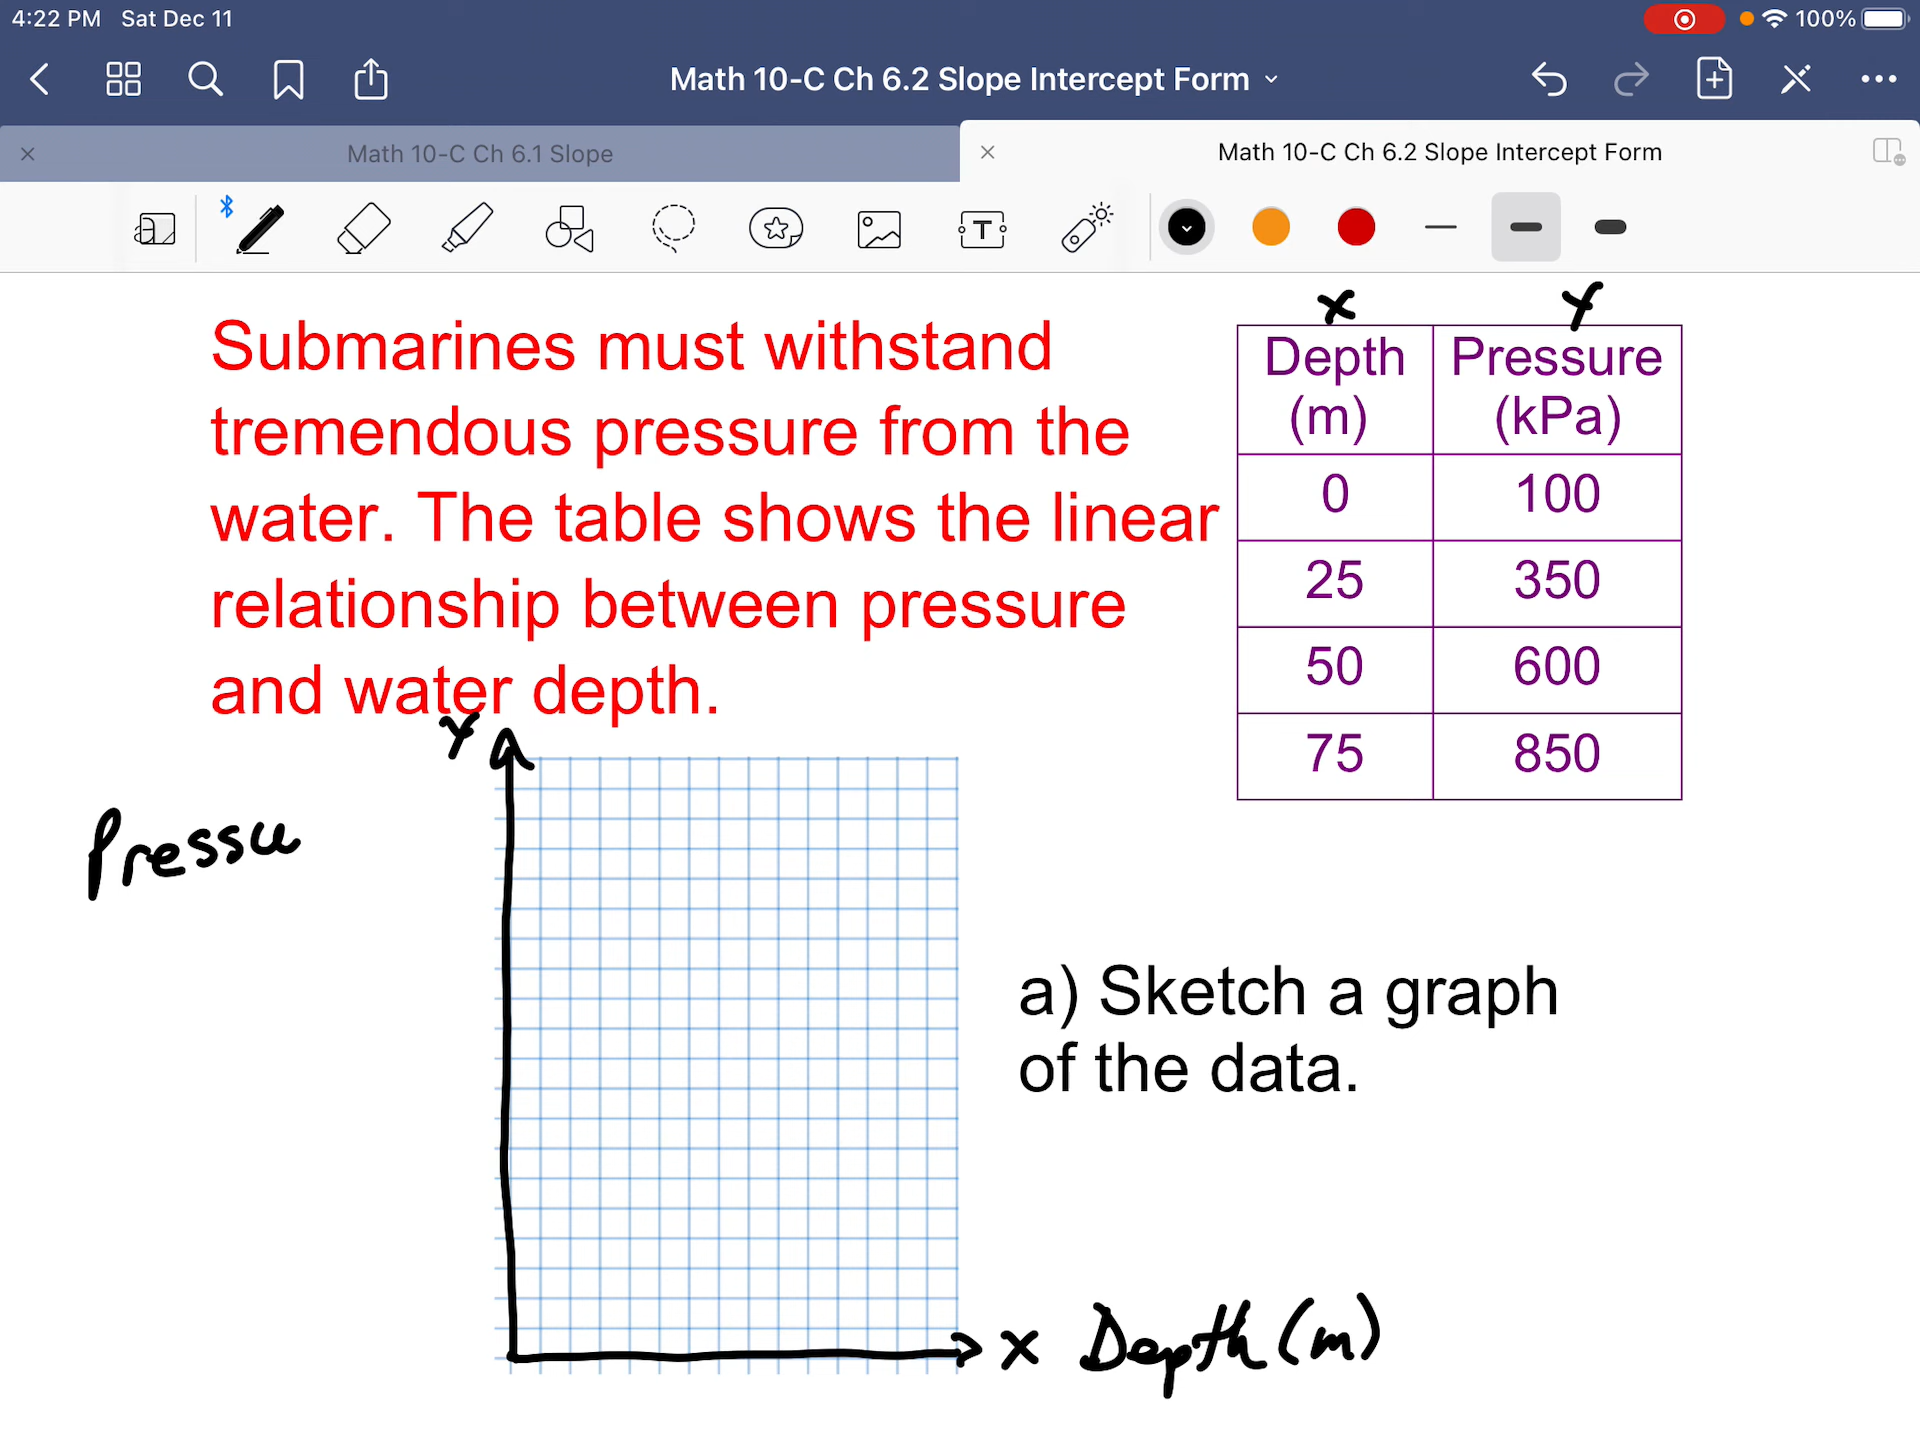 4:22 PM Sat Dec 11
100%
Math 10-C Ch 6.2 Slope Intercept Form
Math 10-C Ch 6.1 Slope
Math 10-C Ch 6.2 Slope Intercept Form
x Y
Submarines must withstand
tremendous pressure from the
water. The table shows the linear
relationship between pressure
and water depth.
Depth (m) Pressure (kPa)
0 100
25 350
50 600
75 850
Y
Pressu
a) Sketch a graph
of the data.
x Depth (m)